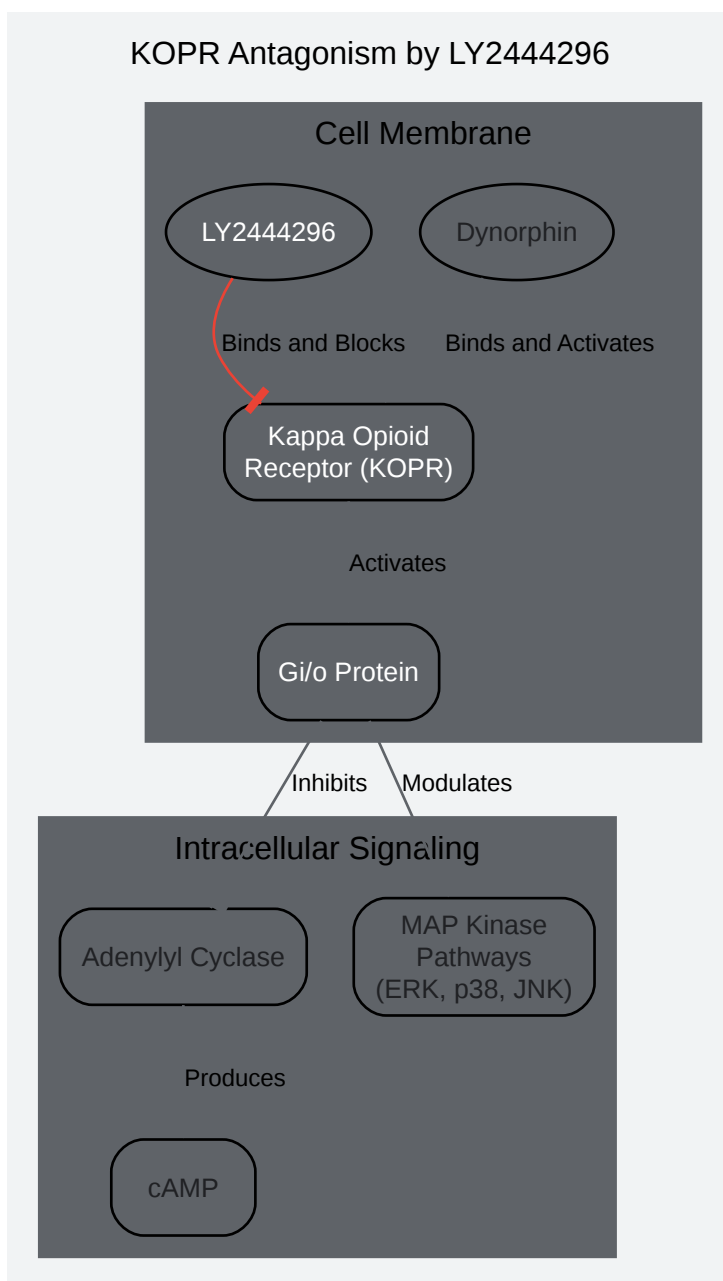 KOPR Antagonism by LY2444296
Cell Membrane
LY2444296
Dynorphin
Binds and Blocks
Binds and Activates
Kappa Opioid
Receptor (KOPR)
Activates
Gi/o Protein
Inhibits
Modulates
Intracellular Signaling
Adenylyl Cyclase
MAP Kinase
Pathways
(ERK, p38, JNK)
Produces
cAMP